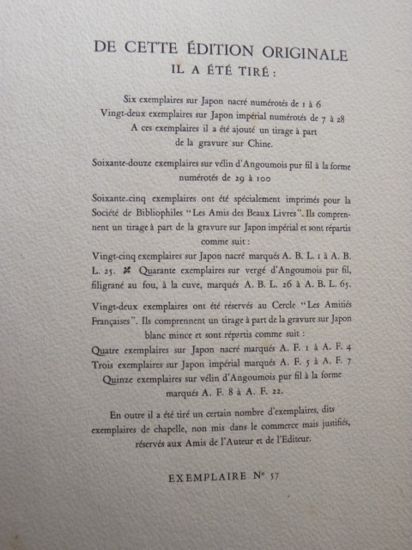 DE CETTE ÉDITION ORIGINALE
IL A ÉTÉ TIRÉ :
Six exemplaires sur Japon nacré numérotés de 1 à 6
Vingt-deux exemplaires sur Japon impérial numérotés de 7 à 28
A ces exemplaires il a été ajouté un tirage à part
de la gravure sur Chine.
Soixante-douze exemplaires sur vélin d'Angoumois pur fil à la forme
numérotés de 29 à 100
Soixante-cinq exemplaires ont été spécialement imprimés pour la
Société de Bibliophiles "Les Amis des Beaux Livres". Ils compren-
nent un tirage à part de la gravure sur Japon impérial et sont répartis
comme suit :
Vingt-cinq exemplaires sur Japon nacré marqués A. B. L. 1 à A. B.
L. 25. Quarante exemplaires sur vergé d'Angoumois pur fil,
filigrané au fou, à la cuve, marqués A. B. L. 26 à A. B. L. 65.
Vingt-deux exemplaires ont été réservés au Cercle "Les Amitiés
Françaises". Ils comprennent un tirage à part de la gravure sur Japon
blanc mince et sont répartis comme suit :
Quatre exemplaires sur Japon nacré marqués A. F. 1 à A. F. 4
Trois exemplaires sur Japon impérial marqués A. F. 5 à A. F. 7
Quinze exemplaires sur vélin d'Angoumois pur fil à la forme
marqués A. F. 8 à A. F. 22.
En outre il a été tiré un certain nombre d'exemplaires, dits
exemplaires de chapelle, non mis dans le commerce mais justifiés,
réservés aux Amis de l'Auteur et de l'Editeur.
EXEMPLAIRE N° 57